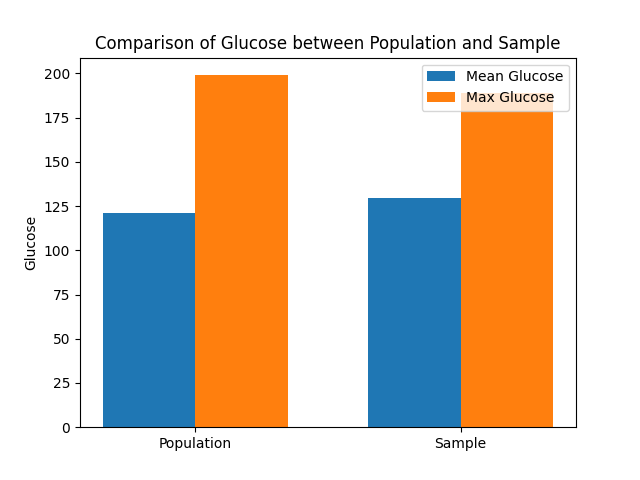 Comparison of Glucose between Population and Sample
Mean Glucose
Max Glucose
Glucose
200
175
150
125
100
75
50
25
0
Population
Sample